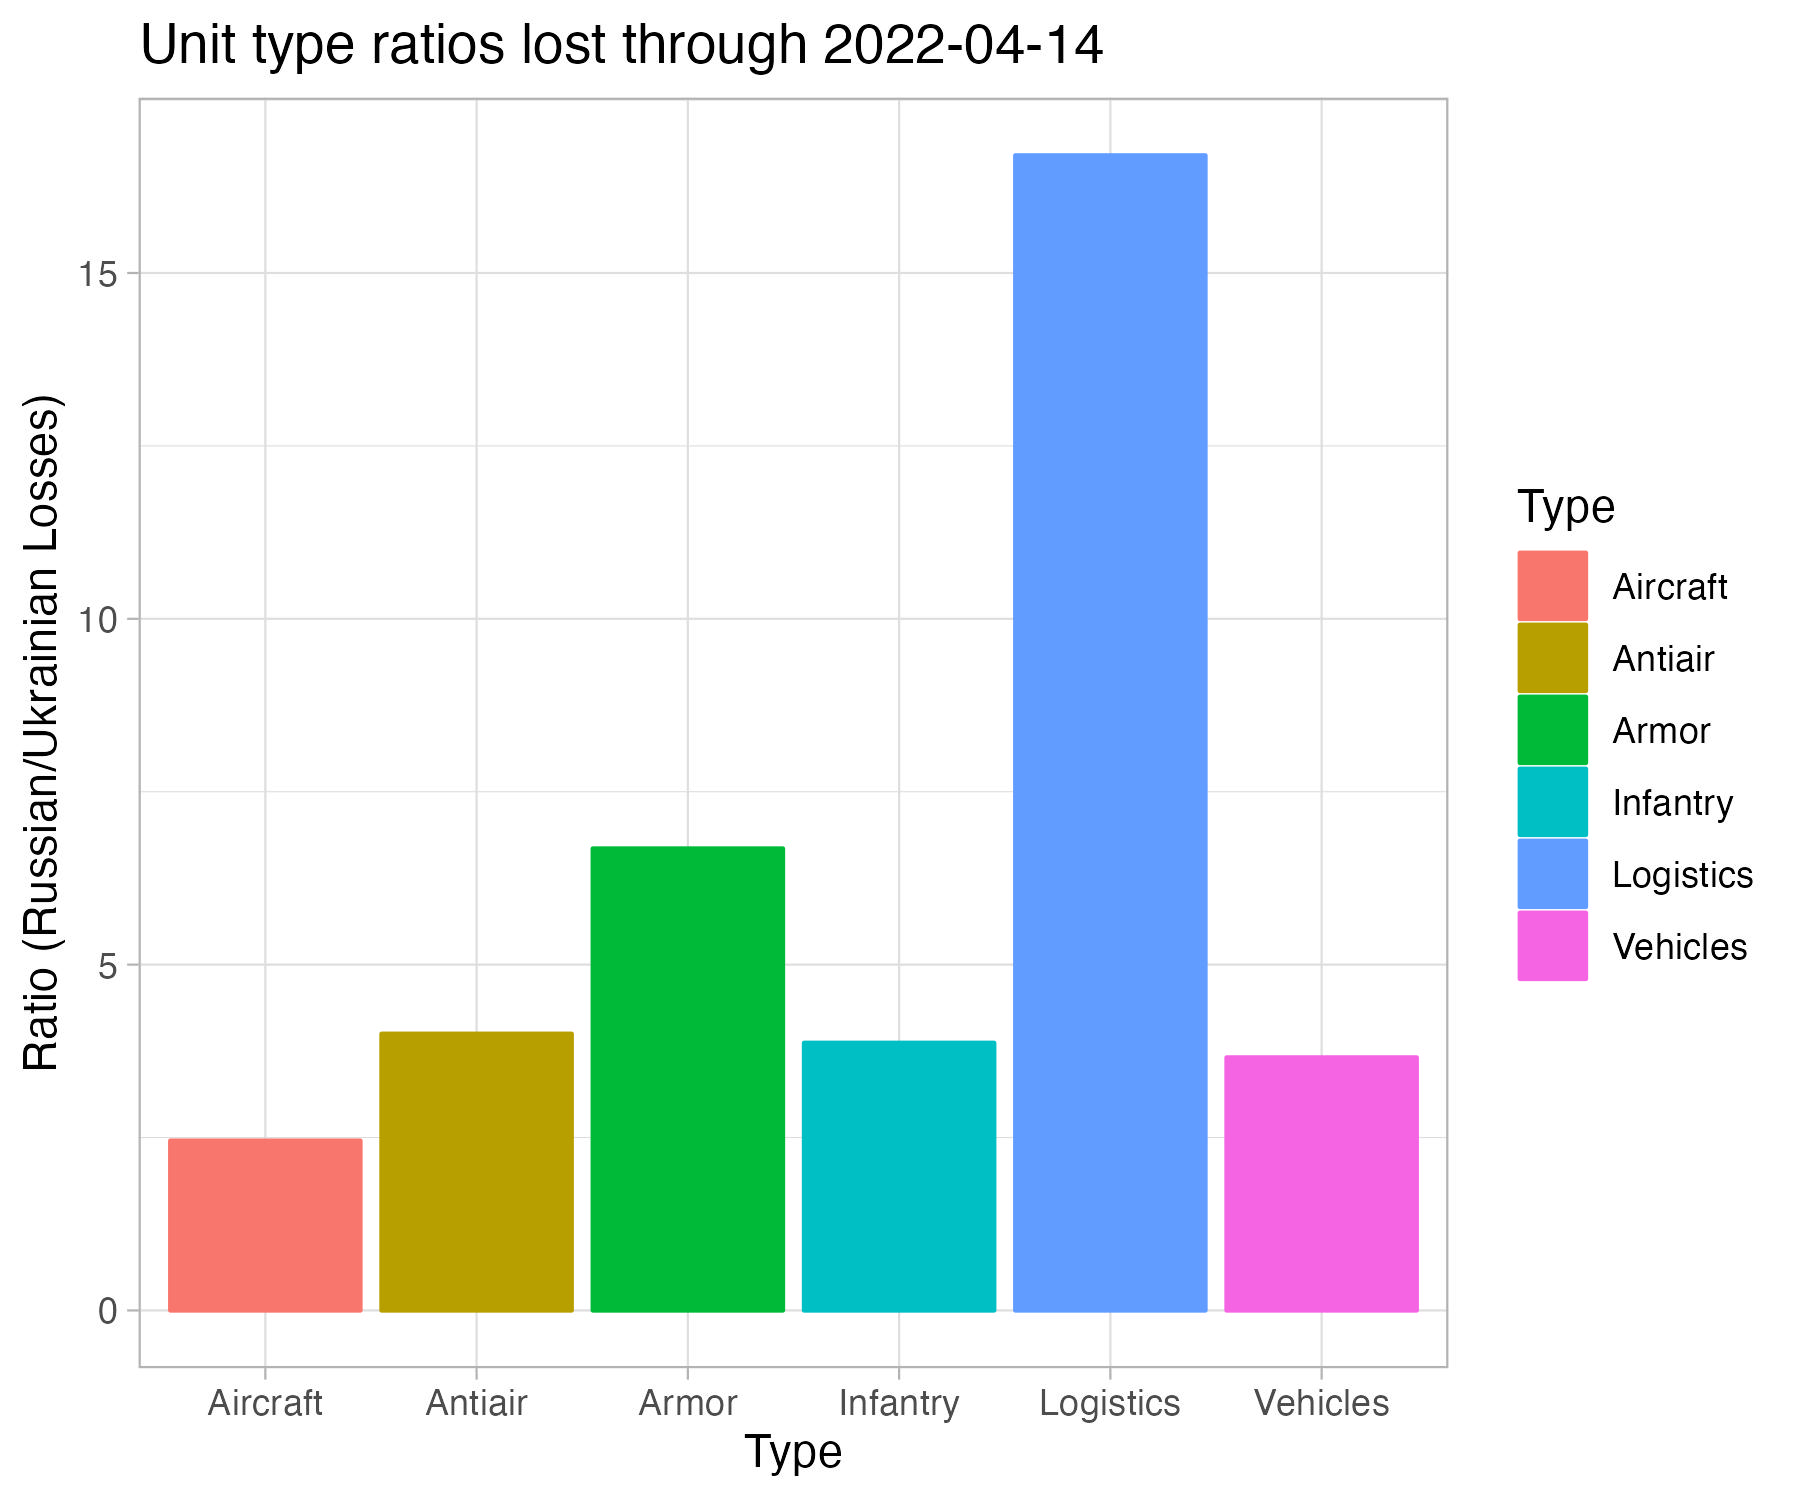 Unit type ratios lost through 2022-04-14
Ratio (Russian/Ukrainian Losses)
15
10
5
0
Aircraft
Antiair
Armor
Infantry
Logistics
Vehicles
Type
Type
Aircraft
Antiair
Armor
Infantry
Logistics
Vehicles